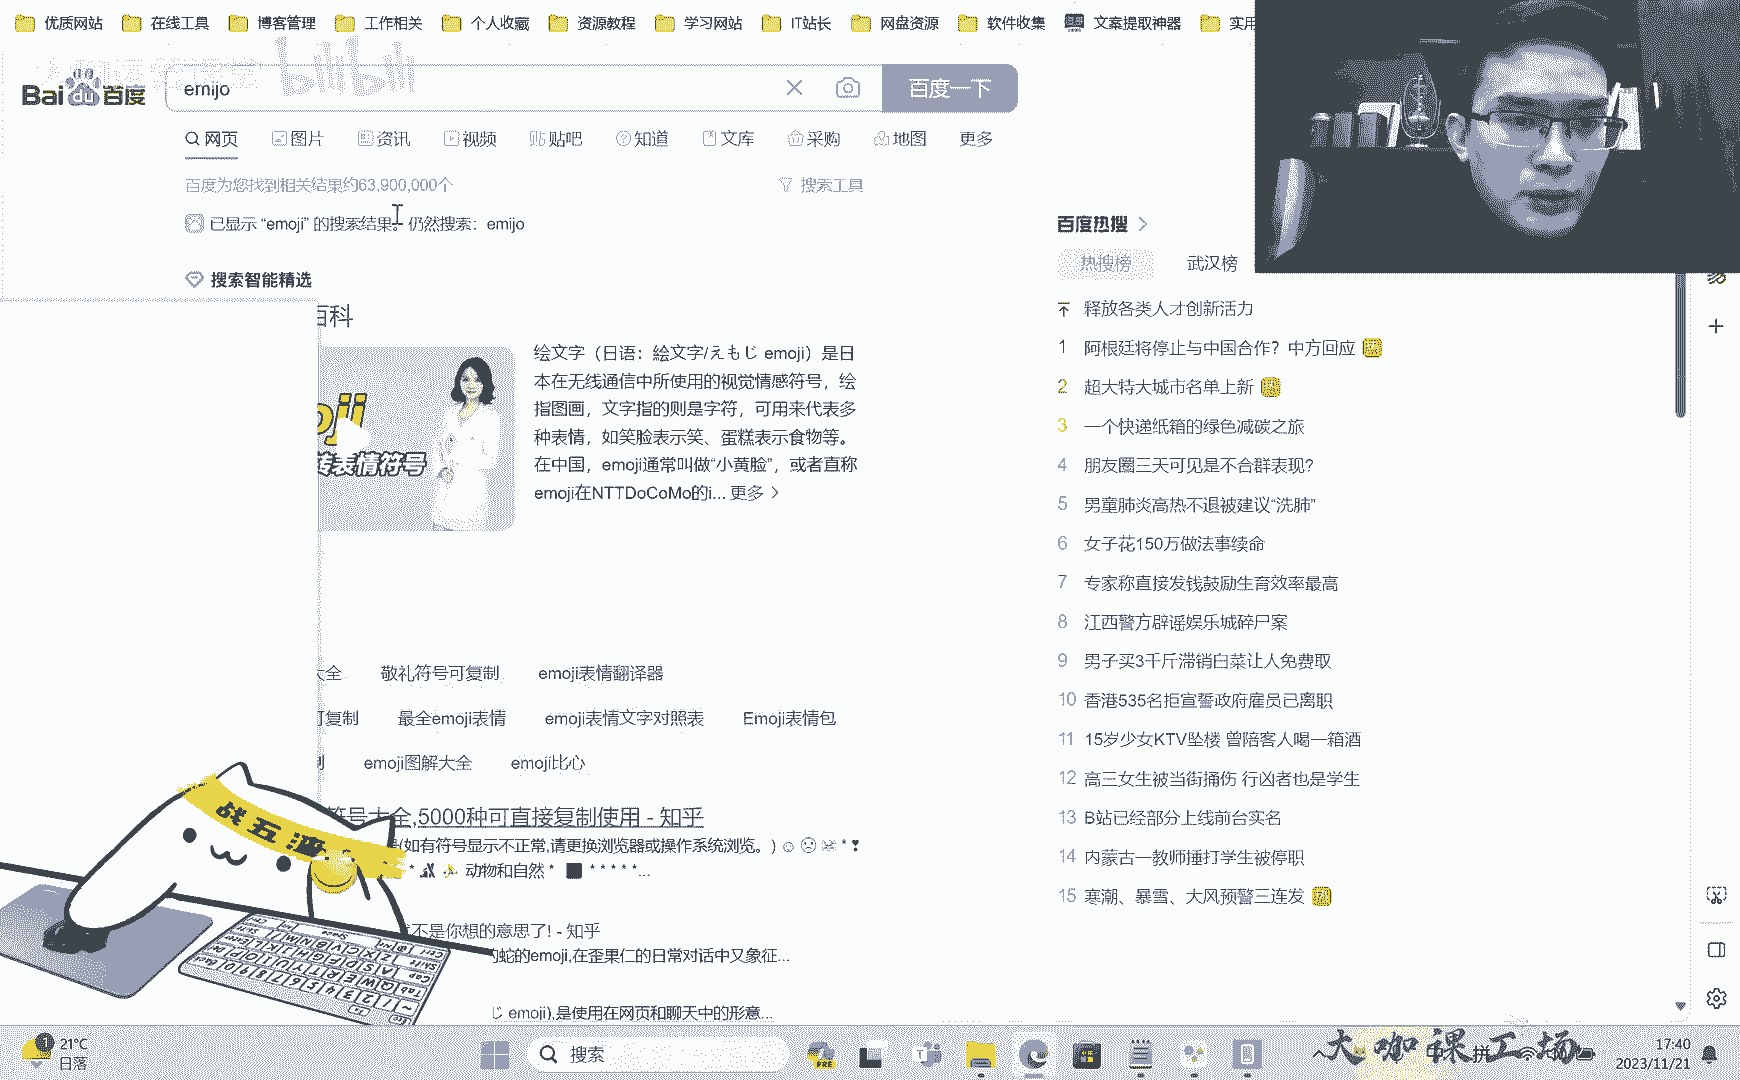 优质网站 在线工具 博客管理 工作相关 个人收藏 资源教程 学习网站 IT站长 网盘资源 软件收集 文案提取神器 实用
bilibili
Bai du 百度 emijo 百度一下
网页 图片 资讯 视频 贴吧 知道 文库 采购 地图 更多
百度为您找到相关结果约63,900,000个 搜索工具
已显示 “emoji” 的搜索结果。仍然搜索：emijo
搜索智能精选
百科
绘文字（日语：絵文字/えもじ emoji）是日
本在无线通信中所使用的视觉情感符号，绘
指图画，文字指的则是字符，可用来代表多
种表情，如笑脸表示笑、蛋糕表示食物等。
在中国，emoji通常叫做“小黄脸”，或者直称
emoji在NTTDoCoMo的i... 更多
oji
转表情符号
大全 敬礼符号可复制 emoji表情翻译器
可复制 最全emoji表情 emoji表情文字对照表 Emoji表情包
emoji图解大全 emoji比心
符号大全,5000种可直接复制使用 - 知乎
(如有符号显示不正常,请更换浏览器或操作系统浏览。)
动物和自然
不是你想的意思了! - 知乎
的蛇的emoji,在歪果仁的日常对话中又象征...
じ emoji),是使用在网页和聊天中的形意...
百度热搜
热搜榜 武汉榜
释放各类人才创新活力
1 阿根廷将停止与中国合作？中方回应 热
2 超大特大城市名单上新 热
3 一个快递纸箱的绿色减碳之旅
4 朋友圈三天可见是不合群表现？
5 男童肺炎高热不退被建议“洗肺”
6 女子花150万做法事续命
7 专家称直接发钱鼓励生育效率最高
8 江西警方辟谣娱乐城碎尸案
9 男子买3千斤滞销白菜让人免费取
10 香港535名拒宣誓政府雇员已离职
11 15岁少女KTV坠楼 曾陪客人喝一箱酒
12 高三女生被当街捅伤 行凶者也是学生
13 B站已经部分上线前台实名
14 内蒙古一教师捶打学生被停职
15 寒潮、暴雪、大风预警三连发 热
战五渣
21°C
日落
搜索
PRE
大咖课工场
中 拼
17:40
2023/11/21